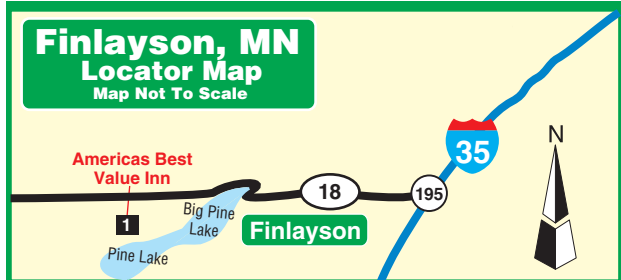 Finlayson, MN
Locator Map
Map Not To Scale
N
35
Americas Best
Value Inn
18
195
1
Big Pine
Lake
Finlayson
Pine Lake